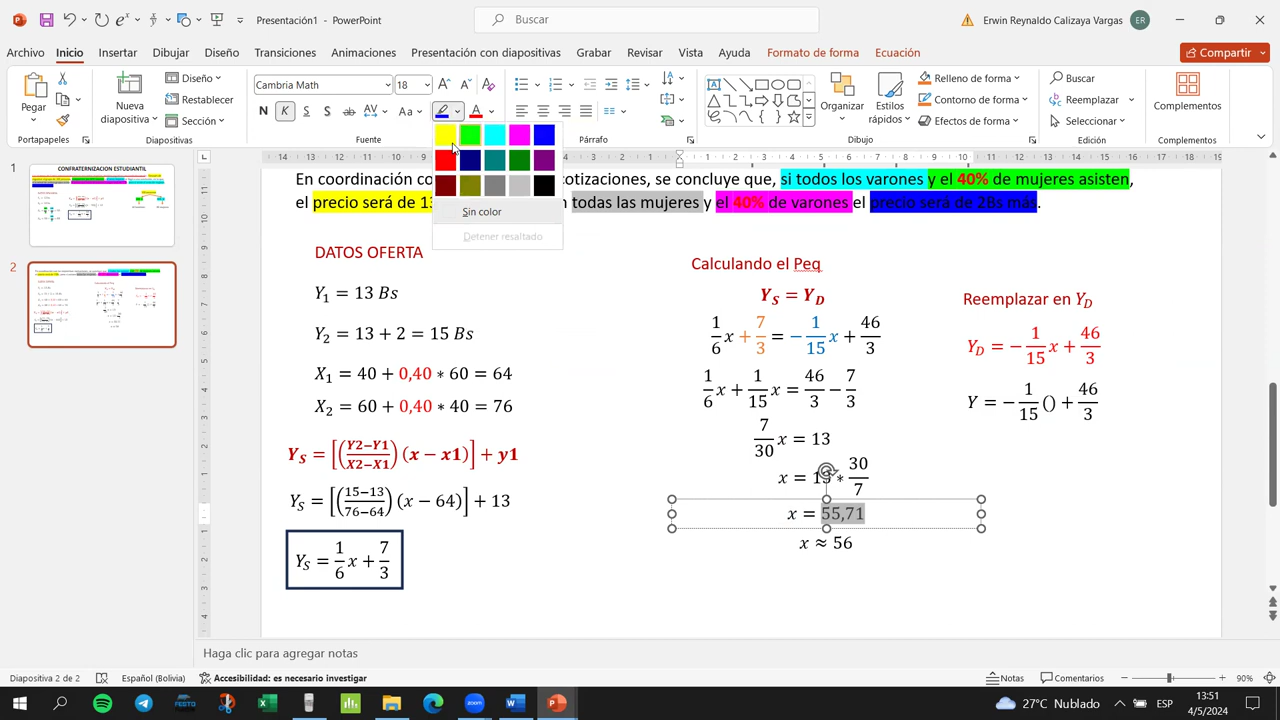 Presentación1 - PowerPoint
Buscar
Erwin Reynaldo Calizaya Vargas
ER
Archivo Inicio Insertar Dibujar Diseño Transiciones Animaciones Presentación con diapositivas Grabar Revisar Vista Ayuda Formato de forma Ecuación
Compartir
Pegar
Nueva diapositiva
Diseño
Restablecer
Sección
Cambria Math 18
N K S S ab AV Aa A
Organizar
Estilos rápidos
Relleno de forma
Contorno de forma
Efectos de forma
Buscar
Reemplazar
Seleccionar
Complementos
Portapapeles Diapositivas Fuente Párrafo Dibujo Edición Complementos
Sin color
Detener resaltado
CONFRATERNIZACION ESTUDIANTIL
2
En coordinación co otizaciones, se concluye que, si todos los varones y el 40% de mujeres asisten,
el precio será de 13 n todas las mujeres y el 40% de varones el precio será de 28s más.
DATOS OFERTA
Y₁ = 13 Bs
Y₂ = 13 + 2 = 15 Bs
X₁ = 40 + 0,40 ∗ 60 = 64
X₂ = 60 + 0,40 ∗ 40 = 76
Y_S = [((Y2−Y1)/(X2−X1)) (x − x1)] + y1
Y_S = [((15−13)/(76−64)) (x − 64)] + 13
Y_S = 1/6 x + 7/3
Calculando el Peq
Y_S = Y_D
1/6 x + 7/3 = − 1/15 x + 46/3
1/6 x + 1/15 x = 46/3 − 7/3
7/30 x = 13
x = 13 ∗ 30/7
x = 55,71
x ≈ 56
Reemplazar en Y_D
Y_D = − 1/15 x + 46/3
Y = − 1/15 () + 46/3
Haga clic para agregar notas
Diapositiva 2 de 2 Español (Bolivia) Accesibilidad: es necesario investigar Notas Comentarios 90%
27°C Nublado ESP 13:51
4/5/2024